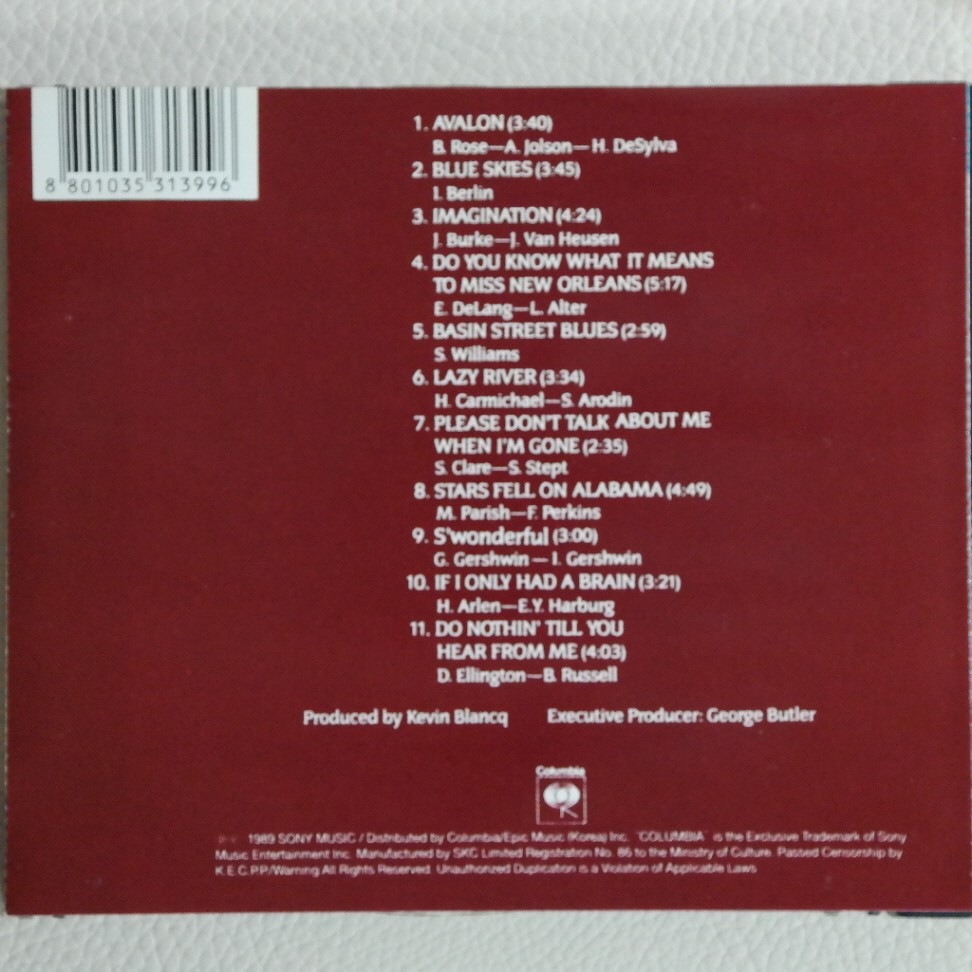 8 801035 313996
1. AVALON (3:40)
B. Rose—A. Jolson—H. DeSylva
2. BLUE SKIES (3:45)
I. Berlin
3. IMAGINATION (4:24)
J. Burke—J. Van Heusen
4. DO YOU KNOW WHAT IT MEANS
TO MISS NEW ORLEANS (5:17)
E. DeLang—L. Alter
5. BASIN STREET BLUES (2:59)
S. Williams
6. LAZY RIVER (3:34)
H. Carmichael—S. Arodin
7. PLEASE DON'T TALK ABOUT ME
WHEN I'M GONE (2:35)
S. Clare—S. Stept
8. STARS FELL ON ALABAMA (4:49)
M. Parish—F. Perkins
9. S'wonderful (3:00)
G. Gershwin — I. Gershwin
10. IF I ONLY HAD A BRAIN (3:21)
H. Arlen—E.Y. Harburg
11. DO NOTHIN' TILL YOU
HEAR FROM ME (4:03)
D. Ellington—B. Russell
Produced by Kevin Blancq Executive Producer: George Butler
Columbia
1989 SONY MUSIC / Distributed by Columbia/Epic Music (Korea) Inc. "COLUMBIA" is the Exclusive Trademark of Sony
Music Entertainment Inc. Manufactured by SKC Limited Registration No. 86 to the Ministry of Culture. Passed Censorship by
K.E.C.P.P./Warning All Rights Reserved. Unauthorized Duplication is a Violation of Applicable Laws